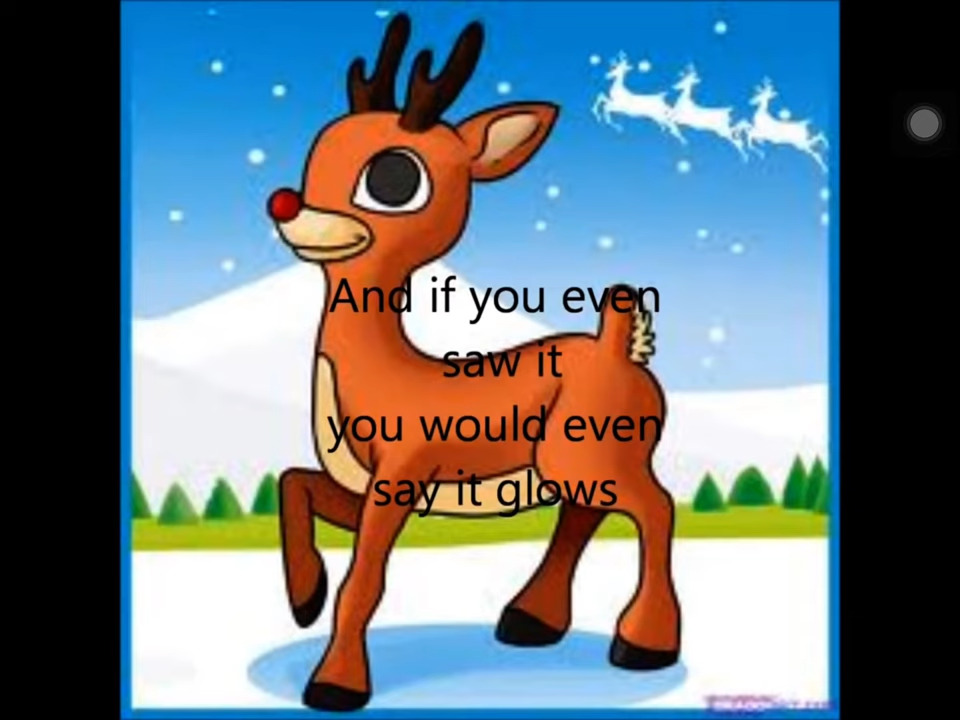 And if you even
saw it
you would even
say it glows